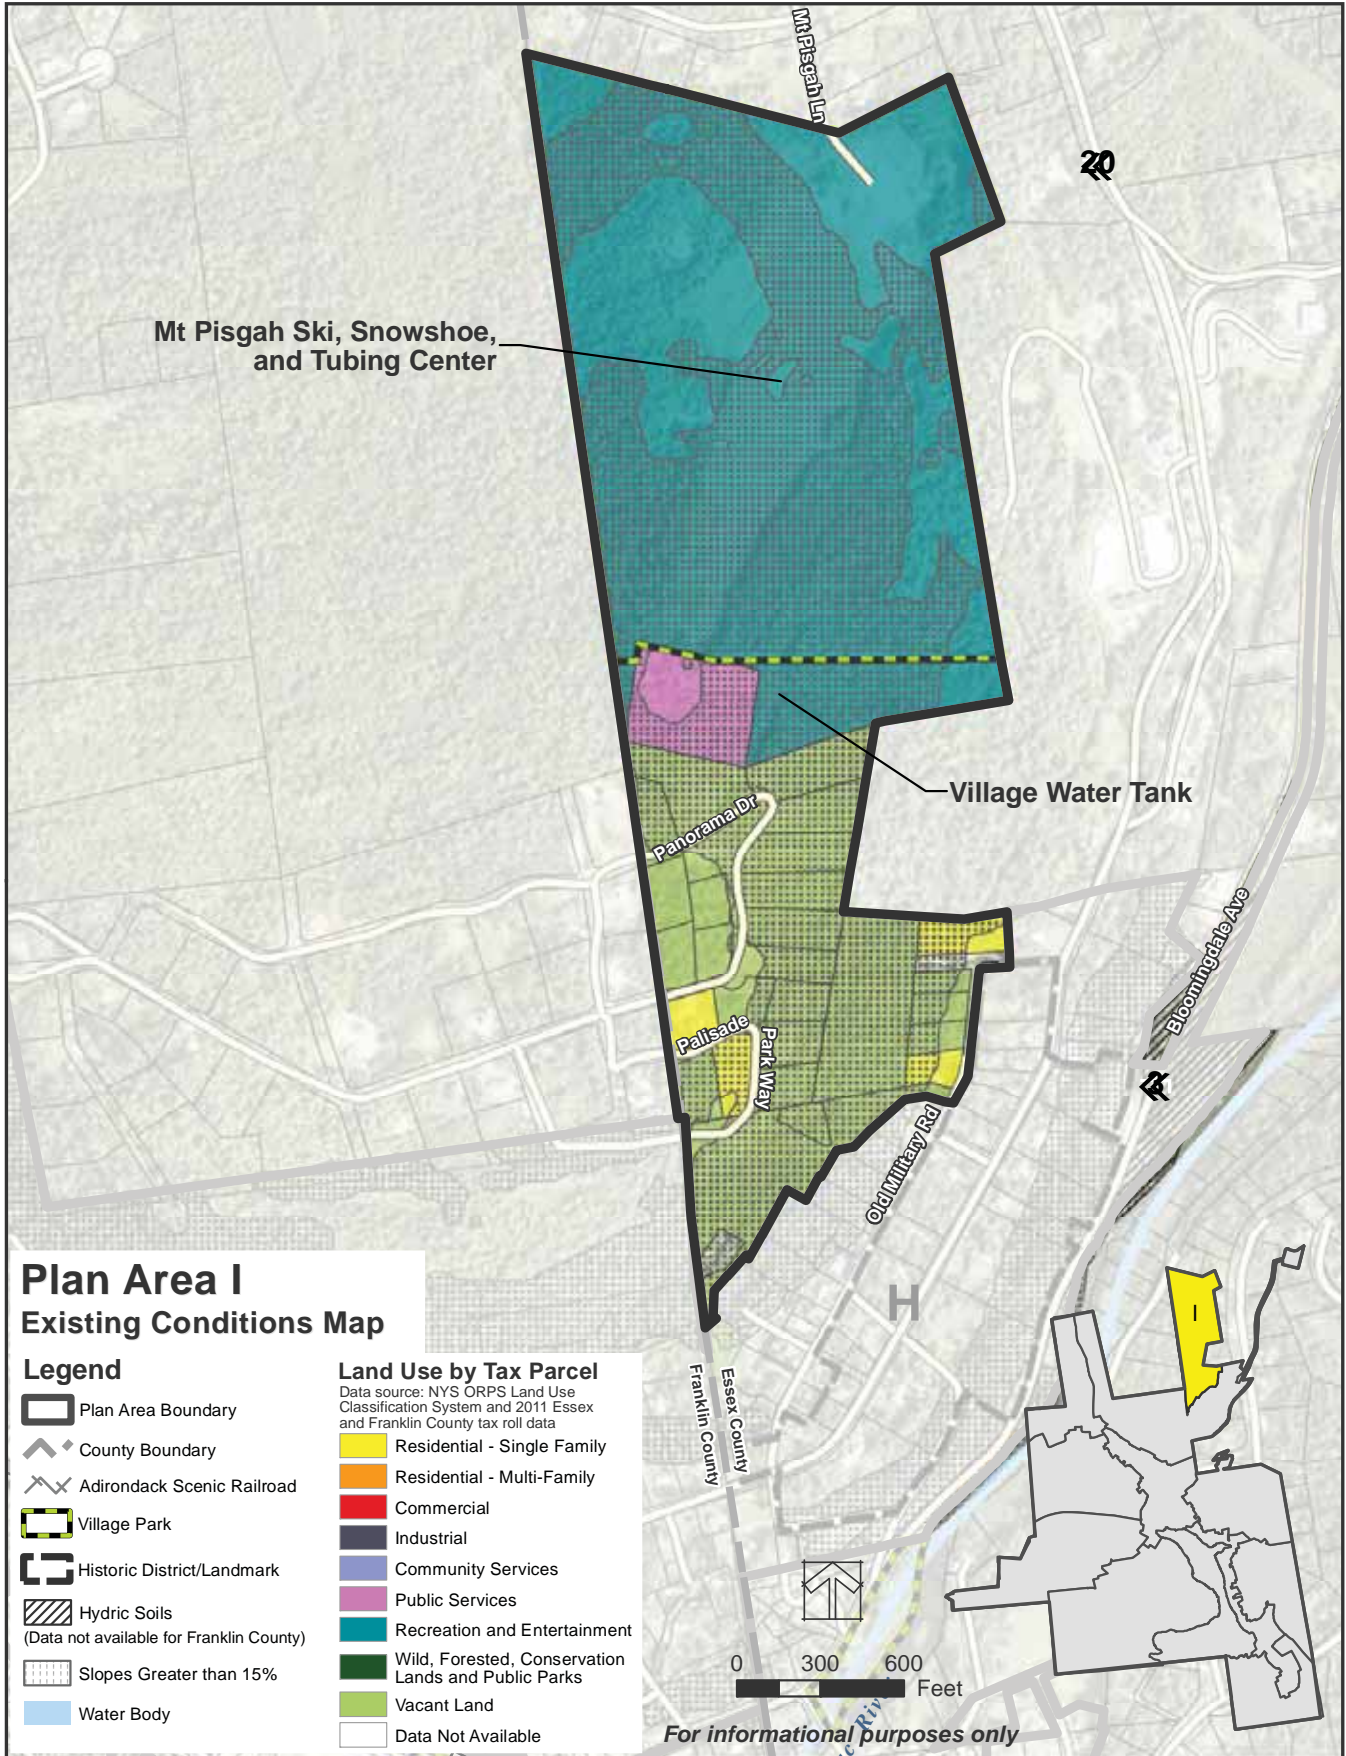 Mt Pisgah Ln
20
Mt Pisgah Ski, Snowshoe,
and Tubing Center
Village Water Tank
Panorama Dr
Bloomingdale Ave
Palisade
Park Way
3
Old Military Rd
H
I
Plan Area I
Existing Conditions Map
Legend
Plan Area Boundary
County Boundary
Adirondack Scenic Railroad
Village Park
Historic District/Landmark
Hydric Soils
(Data not available for Franklin County)
Slopes Greater than 15%
Water Body
Land Use by Tax Parcel
Data source: NYS ORPS Land Use
Classification System and 2011 Essex
and Franklin County tax roll data
Residential - Single Family
Residential - Multi-Family
Commercial
Industrial
Community Services
Public Services
Recreation and Entertainment
Wild, Forested, Conservation
Lands and Public Parks
Vacant Land
Data Not Available
Franklin County
Essex County
0 300 600
Feet
For informational purposes only